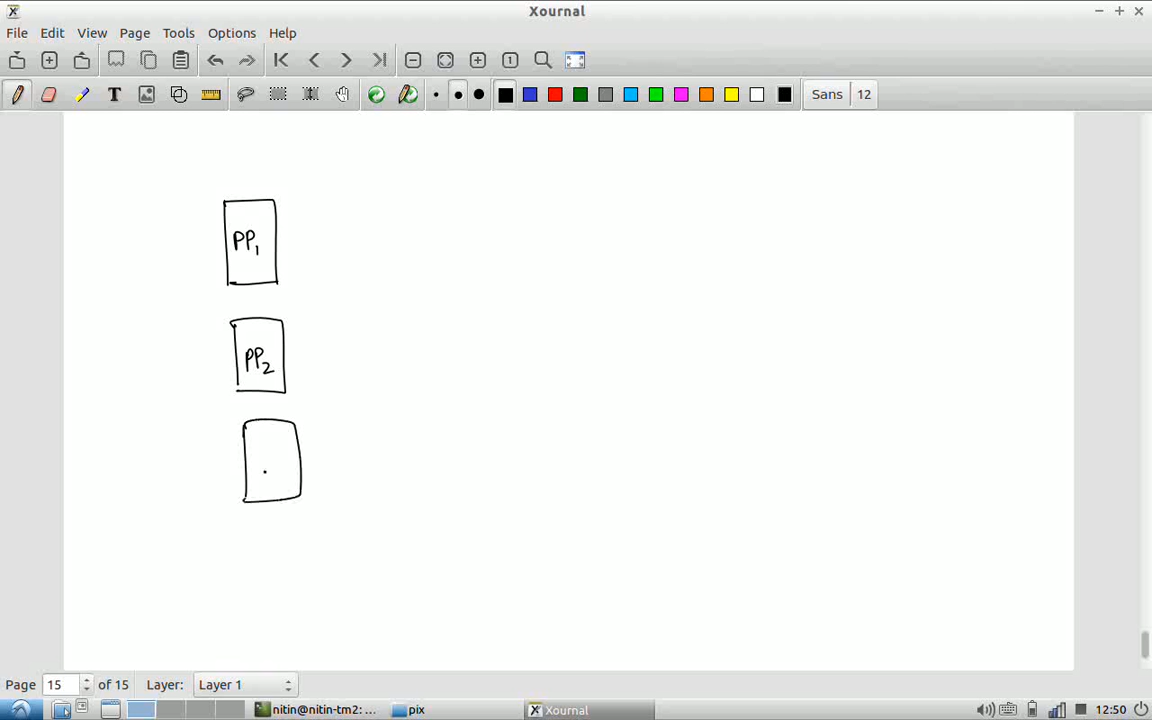 Xournal
File Edit View Page Tools Options Help
Sans 12
PP1
PP2
Page 15 of 15 Layer: Layer 1
nitin@nitin-tm2: ... pix Xournal 12:50